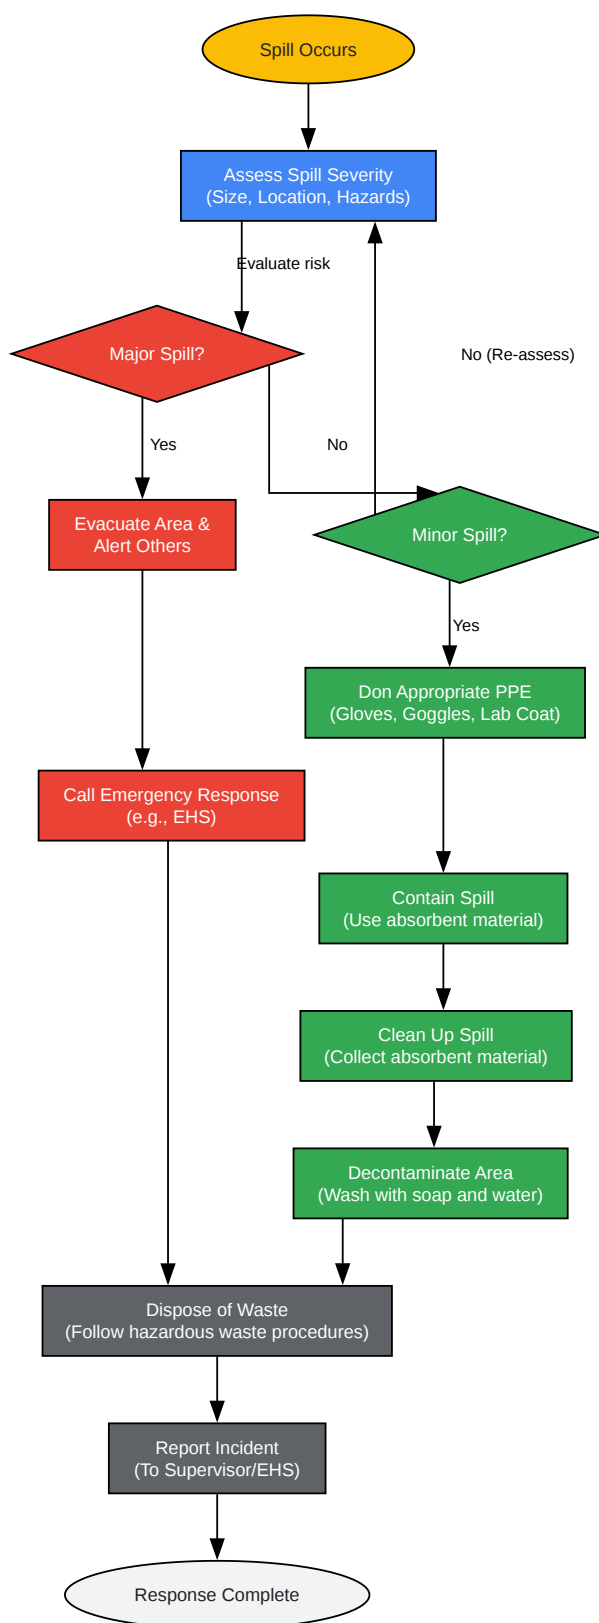 Spill Occurs
Assess Spill Severity
(Size, Location, Hazards)
Evaluate risk
Major Spill?
No (Re-assess)
Yes
No
Evacuate Area &
Alert Others
Minor Spill?
Yes
Don Appropriate PPE
(Gloves, Goggles, Lab Coat)
Call Emergency Response
(e.g., EHS)
Contain Spill
(Use absorbent material)
Clean Up Spill
(Collect absorbent material)
Decontaminate Area
(Wash with soap and water)
Dispose of Waste
(Follow hazardous waste procedures)
Report Incident
(To Supervisor/EHS)
Response Complete